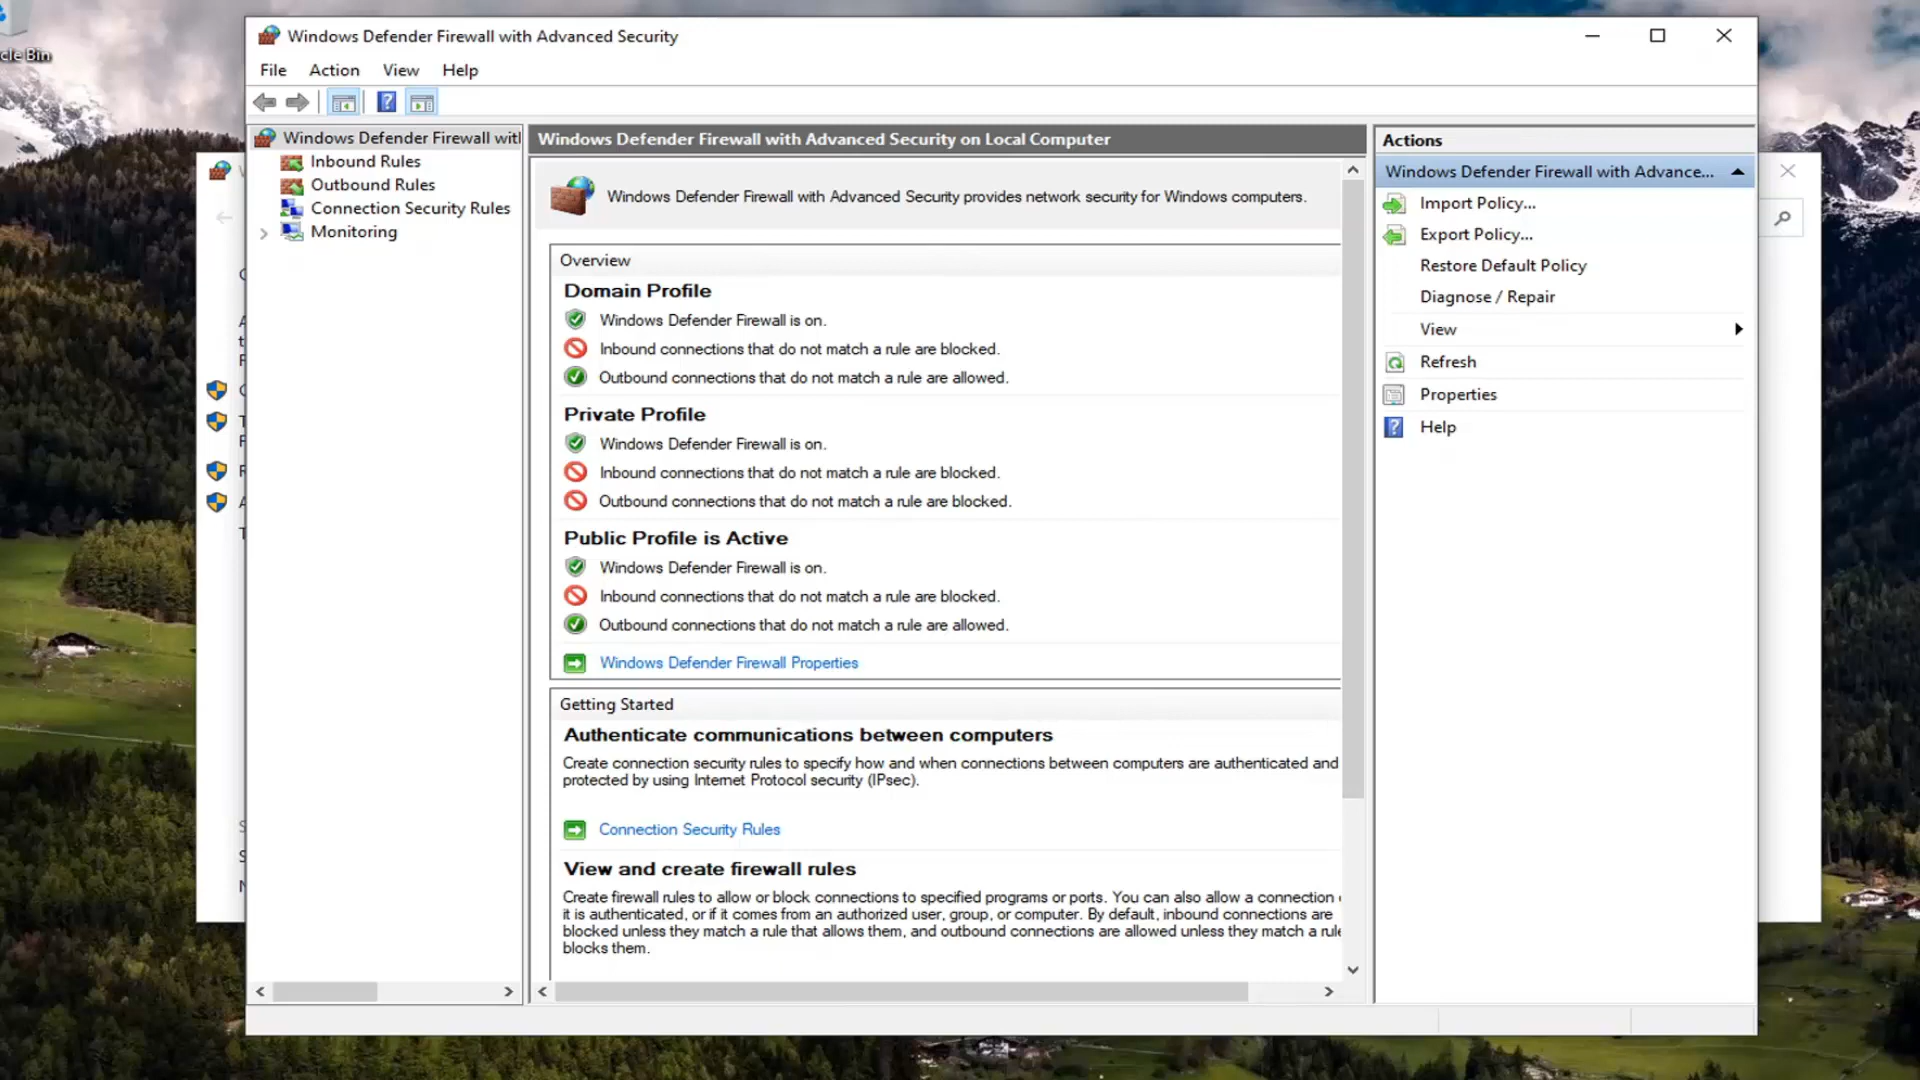 cle Bin
Windows Defender Firewall with Advanced Security
File Action View Help
Windows Defender Firewall with
Inbound Rules
Outbound Rules
Connection Security Rules
Monitoring
Windows Defender Firewall with Advanced Security on Local Computer
Windows Defender Firewall with Advanced Security provides network security for Windows computers.
Overview
Domain Profile
Windows Defender Firewall is on.
Inbound connections that do not match a rule are blocked.
Outbound connections that do not match a rule are allowed.
Private Profile
Windows Defender Firewall is on.
Inbound connections that do not match a rule are blocked.
Outbound connections that do not match a rule are blocked.
Public Profile is Active
Windows Defender Firewall is on.
Inbound connections that do not match a rule are blocked.
Outbound connections that do not match a rule are allowed.
Windows Defender Firewall Properties
Getting Started
Authenticate communications between computers
Create connection security rules to specify how and when connections between computers are authenticated and
protected by using Internet Protocol security (IPsec).
Connection Security Rules
View and create firewall rules
Create firewall rules to allow or block connections to specified programs or ports. You can also allow a connection
it is authenticated, or if it comes from an authorized user, group, or computer. By default, inbound connections are
blocked unless they match a rule that allows them, and outbound connections are allowed unless they match a rule
blocks them.
Actions
Windows Defender Firewall with Advance...
Import Policy...
Export Policy...
Restore Default Policy
Diagnose / Repair
View
Refresh
Properties
Help